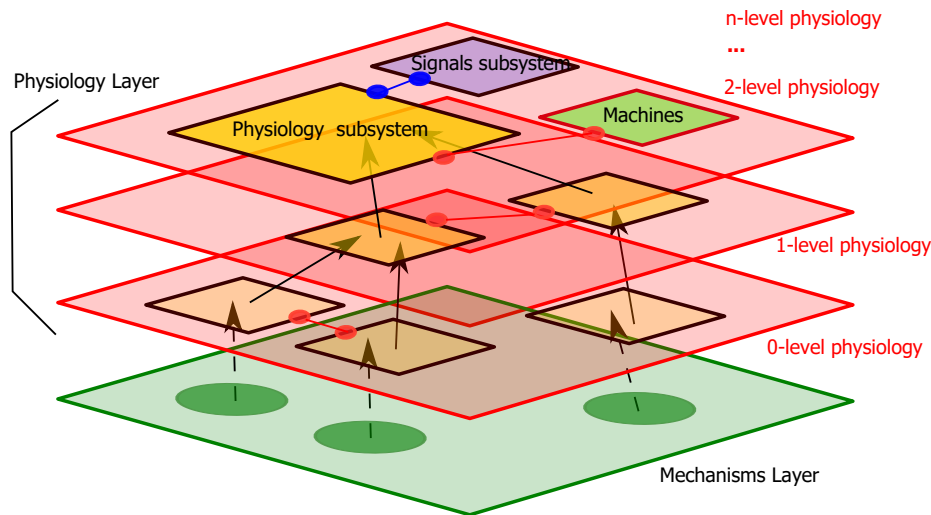 n-level physiology
...
Signals subsystem
Physiology Layer
2-level physiology
Machines
Physiology subsystem
1-level physiology
0-level physiology
Mechanisms Layer